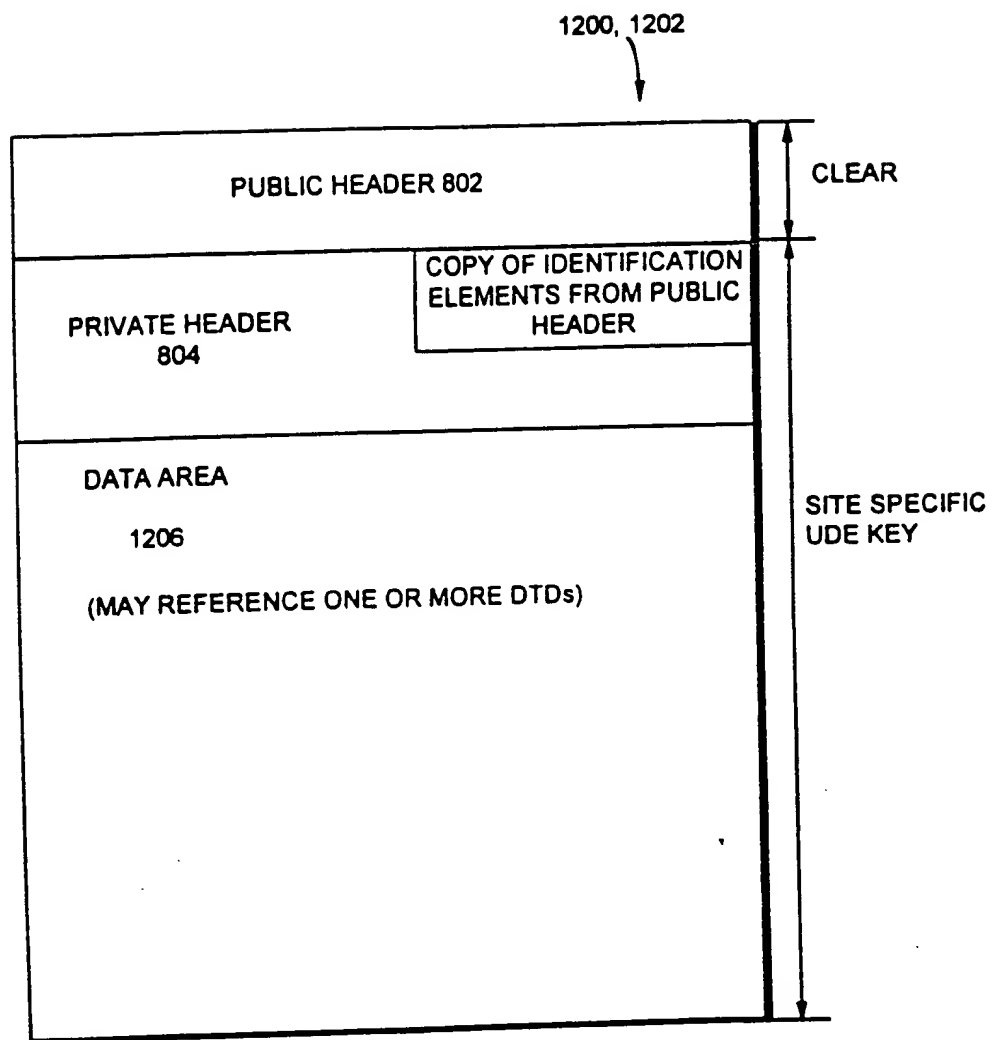 1200, 1202
PUBLIC HEADER 802
CLEAR
COPY OF IDENTIFICATION
ELEMENTS FROM PUBLIC
HEADER
PRIVATE HEADER
804
DATA AREA
1206
(MAY REFERENCE ONE OR MORE DTDs)
SITE SPECIFIC
UDE KEY